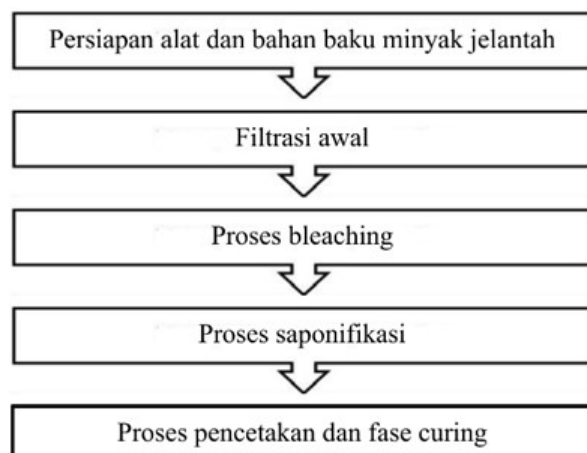 Persiapan alat dan bahan baku minyak jelantah
Filtrasi awal
Proses bleaching
Proses saponifikasi
Proses pencetakan dan fase curing